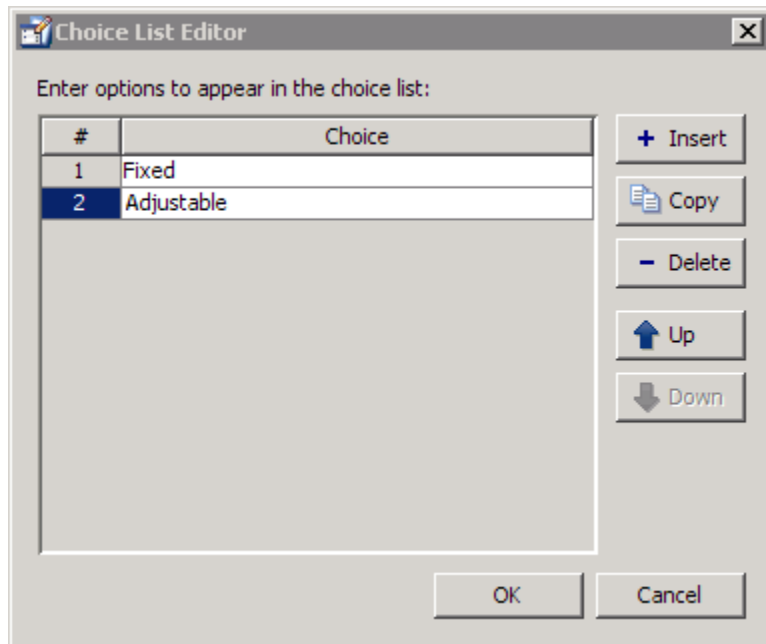 Choice List Editor
Enter options to appear in the choice list:
# Choice
1 Fixed
2 Adjustable
+ Insert
Copy
− Delete
Up
Down
OK Cancel